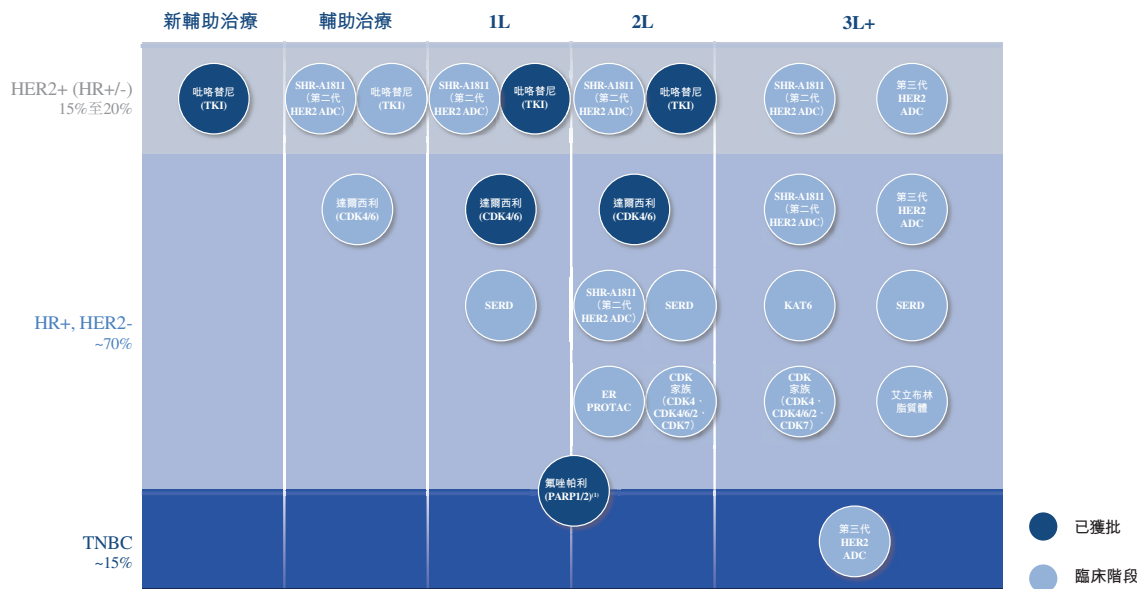 新輔助治療
輔助治療
1L
2L
3L+
HER2+ (HR+/-)
15%至20%
吡咯替尼
(TKI)
SHR-A1811
（第二代
HER2 ADC）
吡咯替尼
(TKI)
SHR-A1811
（第二代
HER2 ADC）
吡咯替尼
(TKI)
SHR-A1811
（第二代
HER2 ADC）
吡咯替尼
(TKI)
SHR-A1811
（第二代
HER2 ADC）
第三代
HER2
ADC
HR+, HER2-
~70%
達爾西利
(CDK4/6)
達爾西利
(CDK4/6)
達爾西利
(CDK4/6)
SHR-A1811
（第二代
HER2 ADC）
第三代
HER2
ADC
SERD
SHR-A1811
（第二代
HER2 ADC）
SERD
KAT6
SERD
ER
PROTAC
CDK
家族
（CDK4、
CDK4/6/2、
CDK7）
CDK
家族
（CDK4、
CDK4/6/2、
CDK7）
艾立布林
脂質體
氟唑帕利
(PARP1/2)⁽¹⁾
TNBC
~15%
第三代
HER2
ADC
已獲批
臨床階段